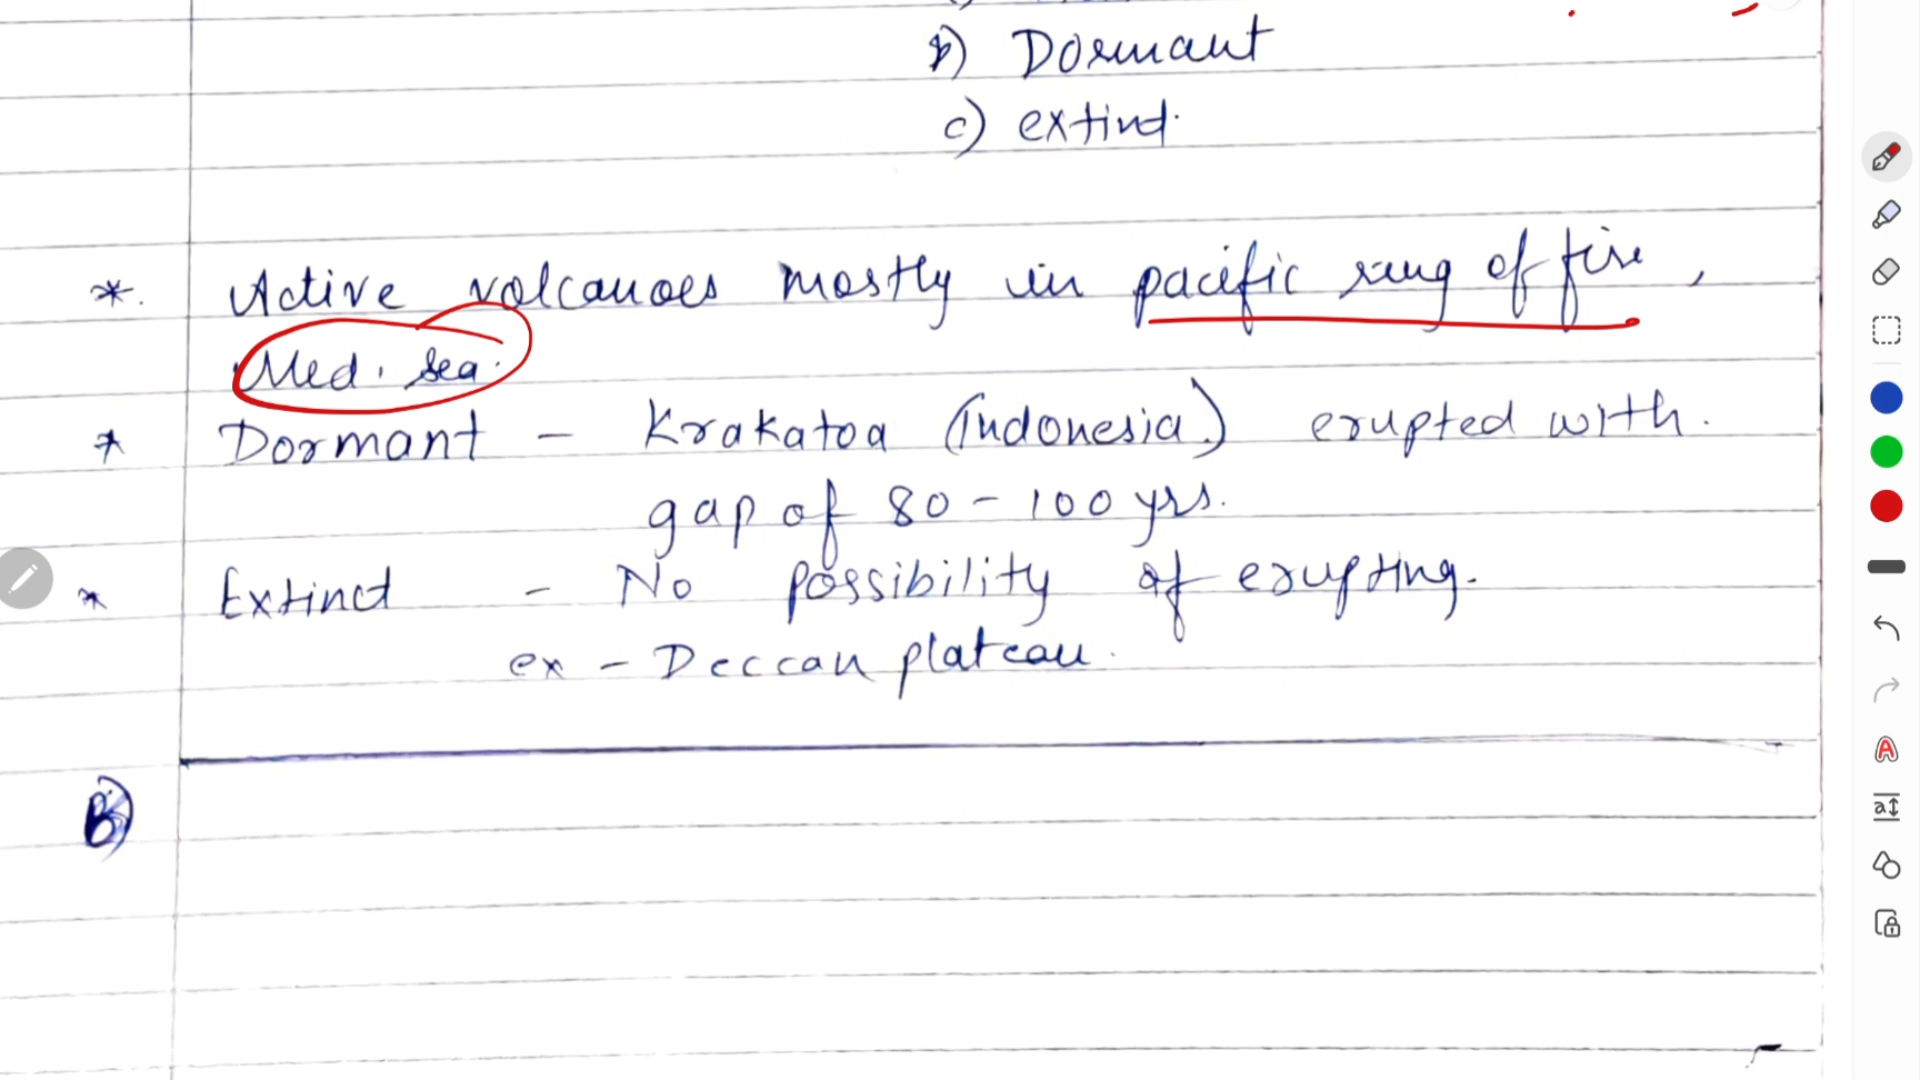 b) Dormant
c) extinct.
*. Active volcanoes mostly in pacific ring of fire,
Med. Sea.
* Dormant - Krakatoa (Indonesia) erupted with.
gap of 80 - 100 yrs.
* Extinct - No possibility of erupting.
ex - Deccan plateau.
B)